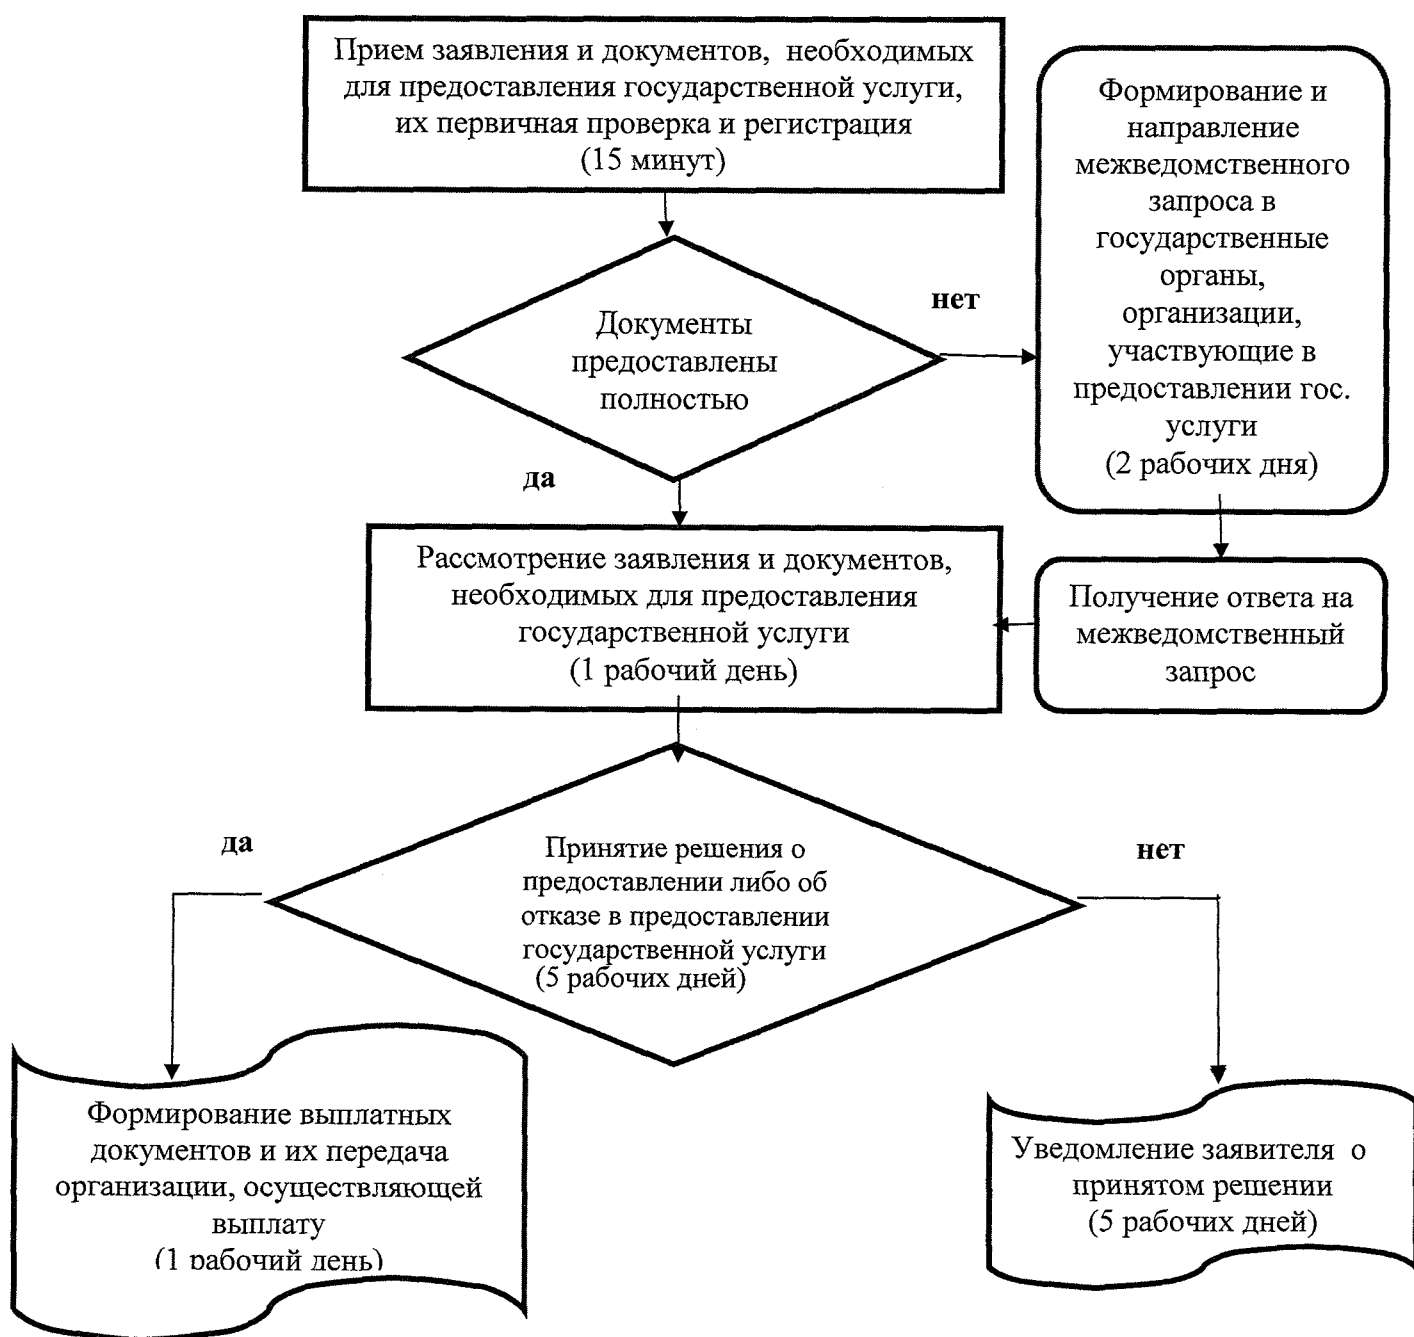 Прием заявления и документов, необходимых
для предоставления государственной услуги,
их первичная проверка и регистрация
(15 минут)
Формирование и
направление
межведомственного
запроса в
государственные
органы,
организации,
участвующие в
предоставлении гос.
услуги
(2 рабочих дня)
нет
Документы
предоставлены
полностью
да
Рассмотрение заявления и документов,
необходимых для предоставления
государственной услуги
(1 рабочий день)
Получение ответа на
межведомственный
запрос
да
нет
Принятие решения о
предоставлении либо об
отказе в предоставлении
государственной услуги
(5 рабочих дней)
Формирование выплатных
документов и их передача
организации, осуществляющей
выплату
(1 рабочий день)
Уведомление заявителя о
принятом решении
(5 рабочих дней)